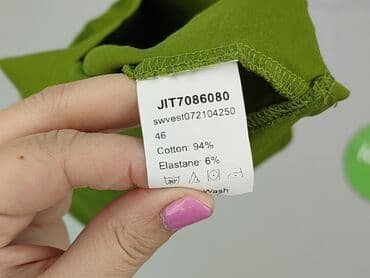 JIT7086080
swvest072104250
46
Cotton: 94%
Elastane: 6%
Wash